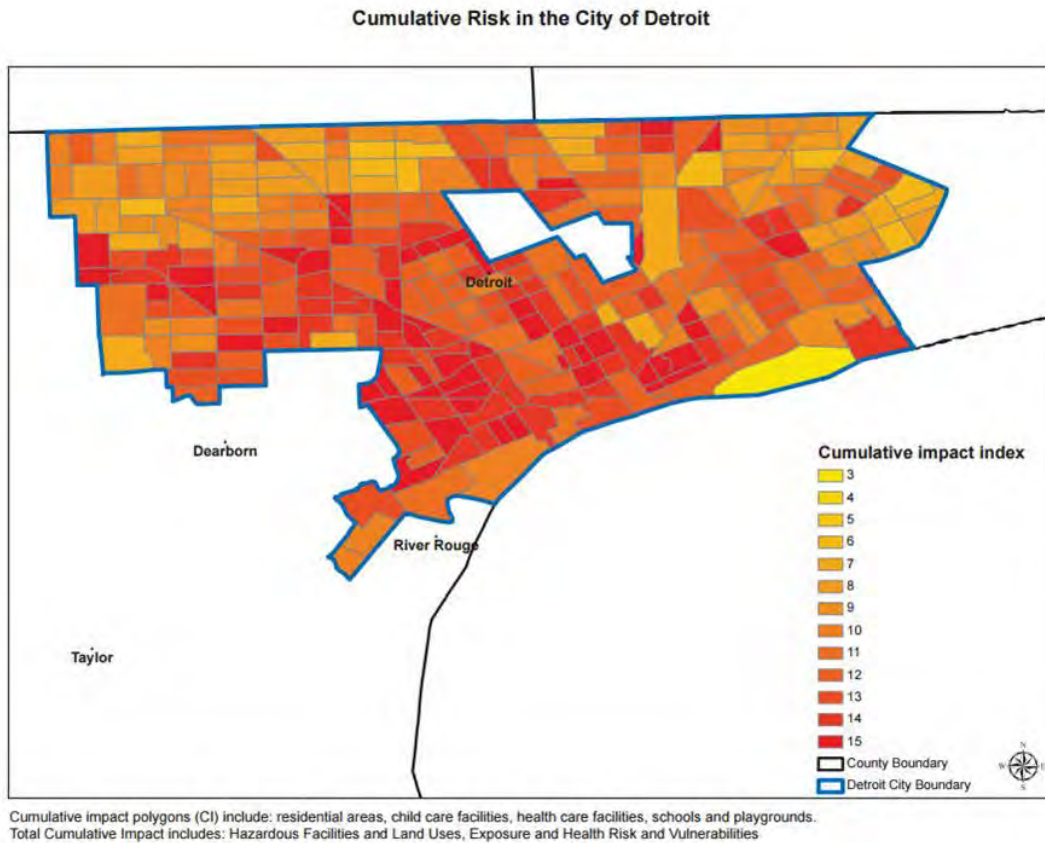 Cumulative Risk in the City of Detroit
Detroit
Dearborn
River Rouge
Taylor
Cumulative impact index
3
4
5
6
7
8
9
10
11
12
13
14
15
County Boundary
Detroit City Boundary
N
W E
S
Cumulative impact polygons (CI) include: residential areas, child care facilities, health care facilities, schools and playgrounds.
Total Cumulative Impact includes: Hazardous Facilities and Land Uses, Exposure and Health Risk and Vulnerabilities